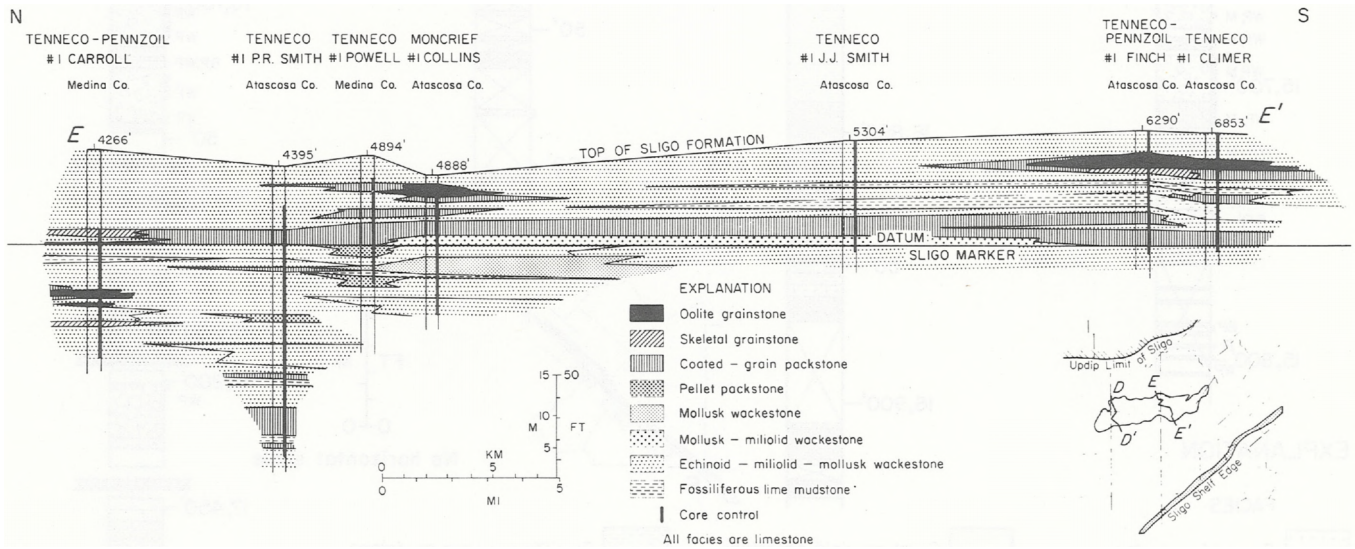 N
S
TENNECO-PENNZOIL
#1 CARROLL
Medina Co.
TENNECO
#1 P.R. SMITH
Atascosa Co.
TENNECO
#1 POWELL
Medina Co.
MONCRIEF
#1 COLLINS
Atascosa Co.
TENNECO
#1 J.J. SMITH
Atascosa Co.
TENNECO-
PENNZOIL
#1 FINCH
Atascosa Co.
TENNECO
#1 CLIMER
Atascosa Co.
E
4266'
4395'
4894'
4888'
TOP OF SLIGO FORMATION
5304'
6290'
6853'
E'
DATUM:
SLIGO MARKER
EXPLANATION
Oolite grainstone
Skeletal grainstone
Coated - grain packstone
Pellet packstone
Mollusk wackestone
Mollusk - miliolid wackestone
Echinoid - miliolid - mollusk wackestone
Fossiliferous lime mudstone
Core control
All facies are limestone
15 50
10
M FT
5
5
KM
0 5
0 5
MI
Updip Limit of Sligo
D
E
D'
E'
Sligo Shelf Edge